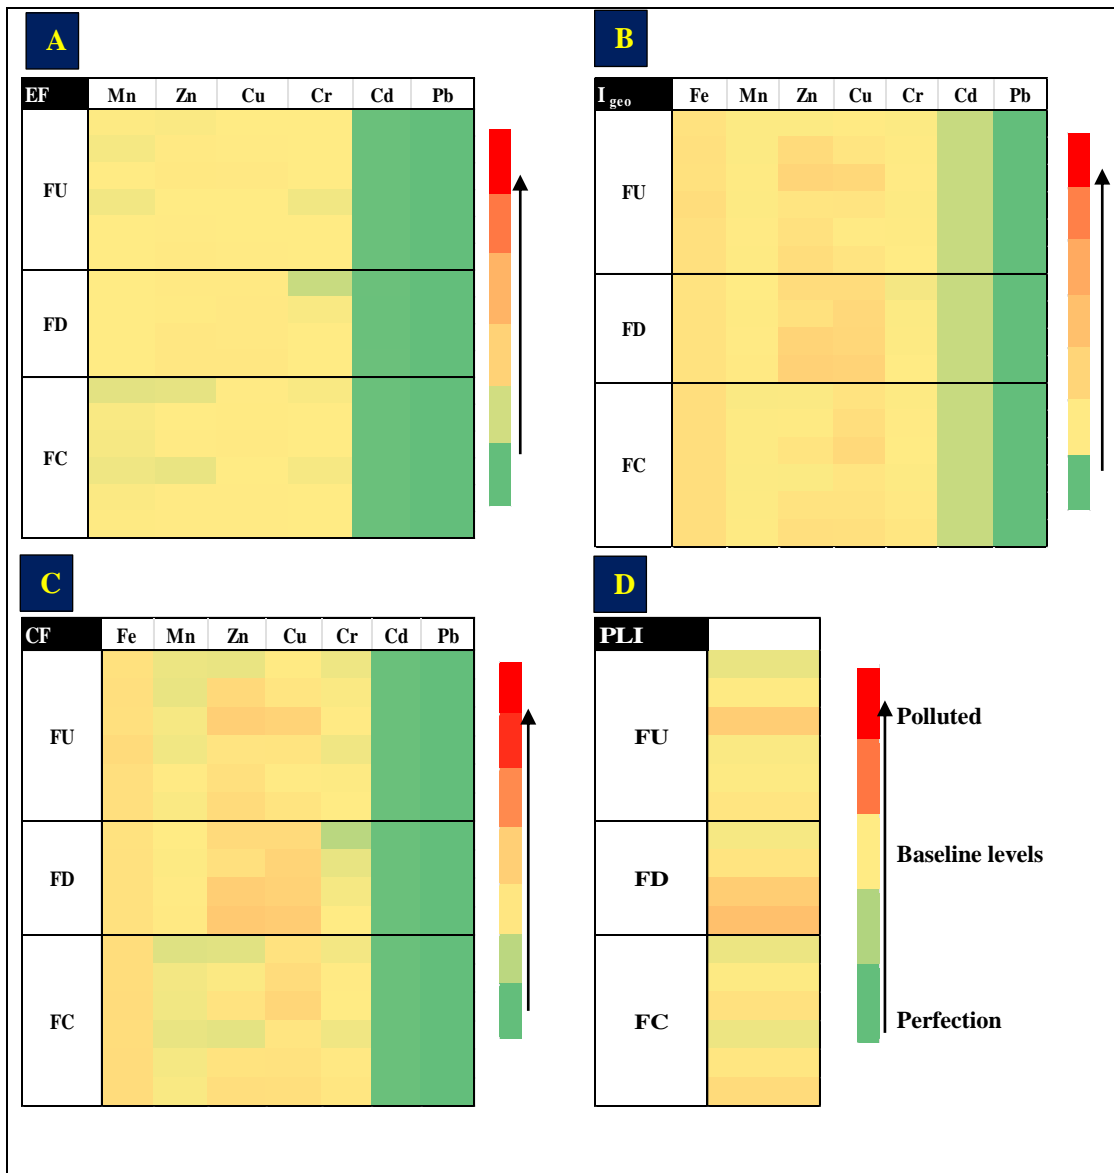 A
EF Mn Zn Cu Cr Cd Pb
FU
FD
FC
B
I geo Fe Mn Zn Cu Cr Cd Pb
FU
FD
FC
C
CF Fe Mn Zn Cu Cr Cd Pb
FU
FD
FC
D
PLI
FU
FD
FC
Polluted
Baseline levels
Perfection